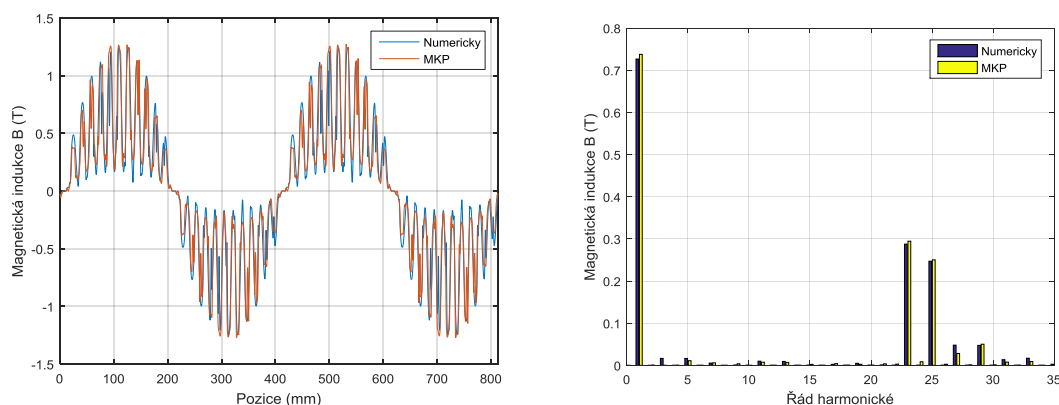 1.5
1
0.5
0
-0.5
-1
-1.5
0 100 200 300 400 500 600 700 800
Pozice (mm)
Magnetická indukce B (T)
Numericky
MKP
0.8
0.7
0.6
0.5
0.4
0.3
0.2
0.1
0
0 5 10 15 20 25 30 35
Řád harmonické
Magnetická indukce B (T)
Numericky
MKP